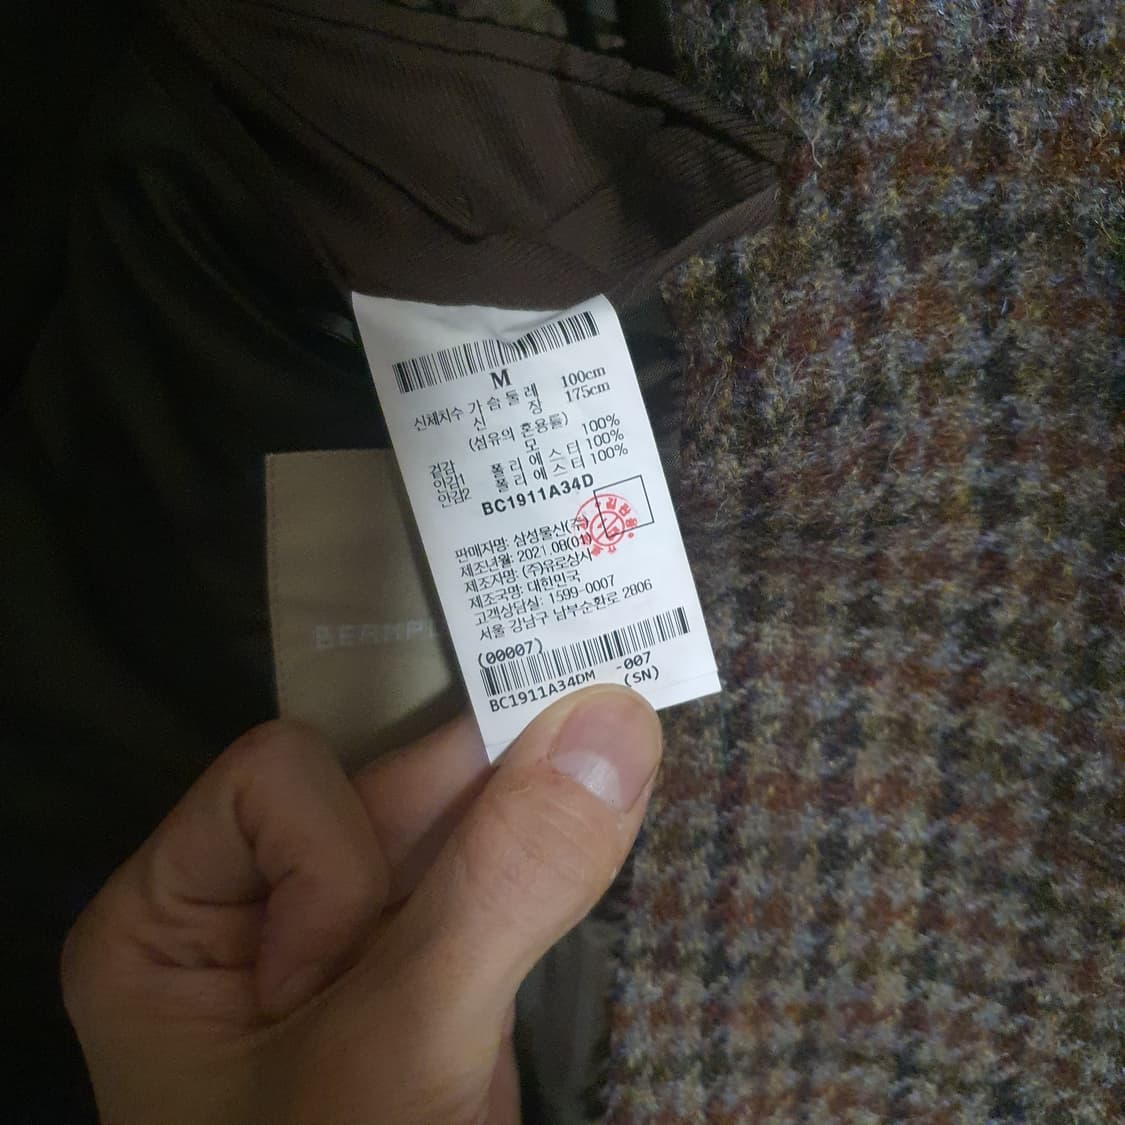 M
신체치수 가슴둘레 100cm
신장 175cm
(섬유의 혼용률)
겉감 모 100%
안감1 폴리에스터 100%
안감2 폴리에스터 100%
BC1911A34D
판매자명: 삼성물산(주)
제조년월: 2021.08(01)
제조자명: (주)유로상사
제조국명: 대한민국
고객상담실: 1599-0007
서울 강남구 남부순환로 2806
(00007)
BC1911A34DM -007
(SN)